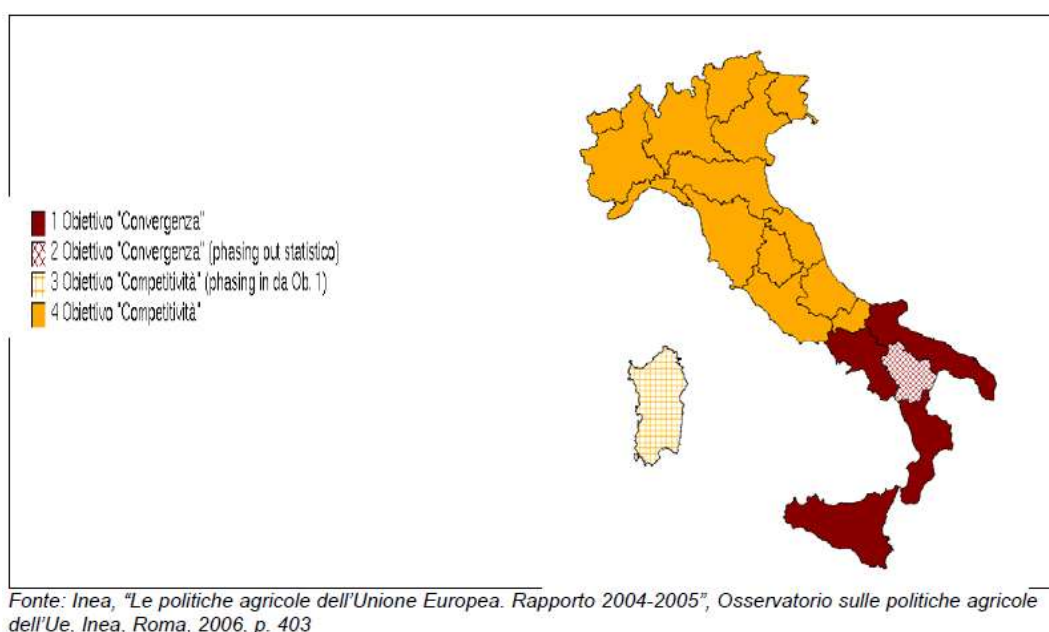 1 Obiettivo "Convergenza"
2 Obiettivo "Convergenza" (phasing out statistico)
3 Obiettivo "Competitività" (phasing in da Ob. 1)
4 Obiettivo "Competitività"
Fonte: Inea, "Le politiche agricole dell'Unione Europea. Rapporto 2004-2005", Osservatorio sulle politiche agricole
dell'Ue, Inea, Roma, 2006, p. 403